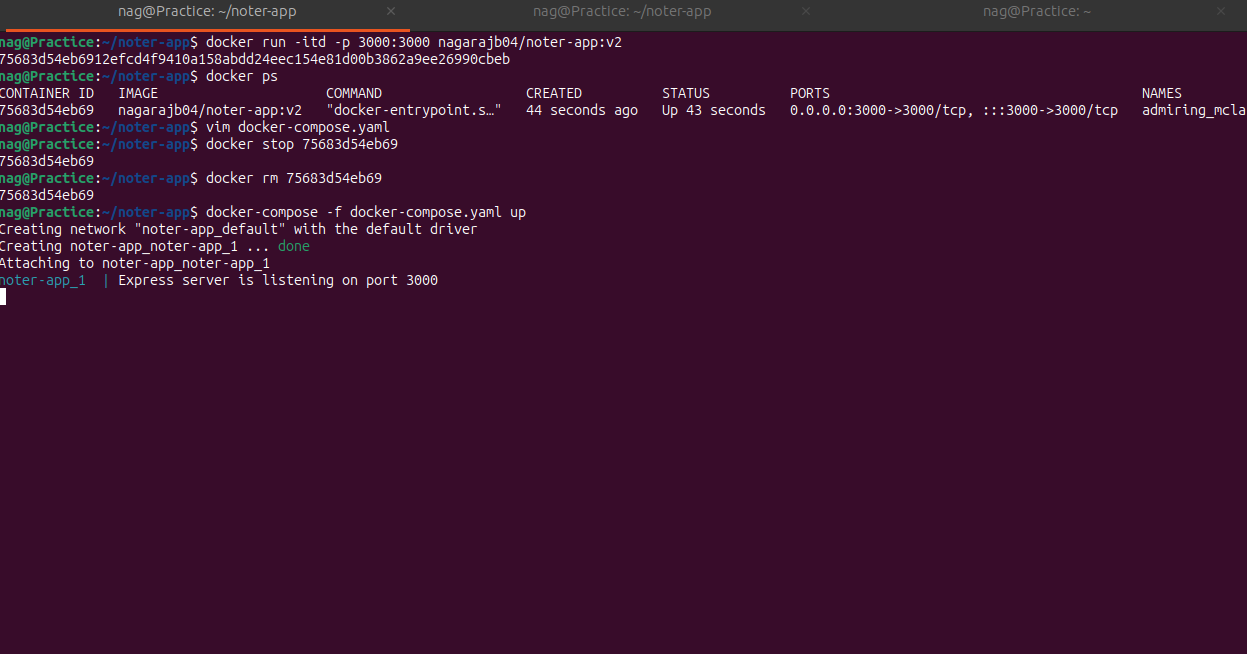 nag@Practice: ~/noter-app × nag@Practice: ~/noter-app × nag@Practice: ~ ×
nag@Practice:~/noter-app$ docker run -itd -p 3000:3000 nagarajb04/noter-app:v2
75683d54eb6912efcd4f9410a158abdd24eec154e81d00b3862a9ee26990cbeb
nag@Practice:~/noter-app$ docker ps
CONTAINER ID IMAGE COMMAND CREATED STATUS PORTS NAMES
75683d54eb69 nagarajb04/noter-app:v2 "docker-entrypoint.s…" 44 seconds ago Up 43 seconds 0.0.0.0:3000->3000/tcp, :::3000->3000/tcp admiring_mcla
nag@Practice:~/noter-app$ vim docker-compose.yaml
nag@Practice:~/noter-app$ docker stop 75683d54eb69
75683d54eb69
nag@Practice:~/noter-app$ docker rm 75683d54eb69
75683d54eb69
nag@Practice:~/noter-app$ docker-compose -f docker-compose.yaml up
Creating network "noter-app_default" with the default driver
Creating noter-app_noter-app_1 ... done
Attaching to noter-app_noter-app_1
noter-app_1 | Express server is listening on port 3000